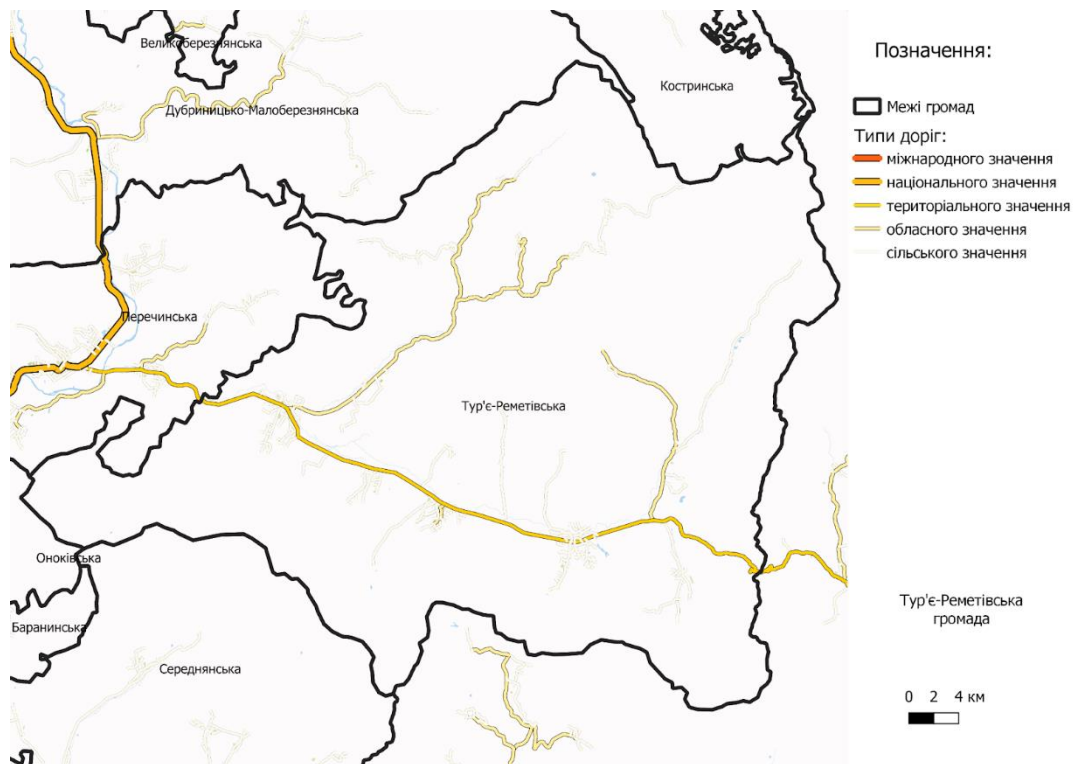 Великоберезнянська
Костринська
Дубриницько-Малоберезнянська
Перечинська
Тур'є-Реметівська
Оноківська
Баранинська
Середнянська
Позначення:
Межі громад
Типи доріг:
міжнародного значення
національного значення
територіального значення
обласного значення
сільського значення
Тур'є-Реметівська
громада
0 2 4 км